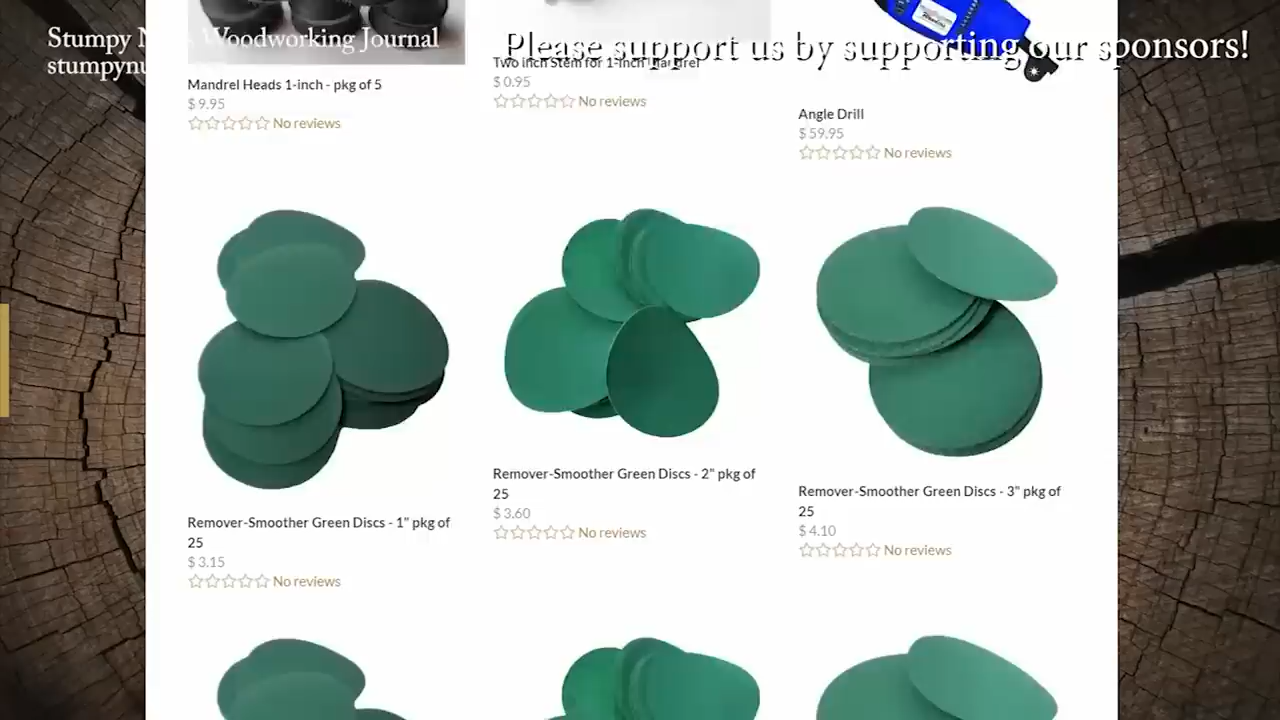 Stumpy N Woodworking Journal
stumpynu
Please support us by supporting our sponsors!
Mandrel Heads 1-inch - pkg of 5
$ 9.95
No reviews
Two Inch Stem for 1-inch Mandrel
$ 0.95
No reviews
Angle Drill
$ 59.95
No reviews
Remover-Smoother Green Discs - 1" pkg of
25
$ 3.15
No reviews
Remover-Smoother Green Discs - 2" pkg of
25
$ 3.60
No reviews
Remover-Smoother Green Discs - 3" pkg of
25
$ 4.10
No reviews